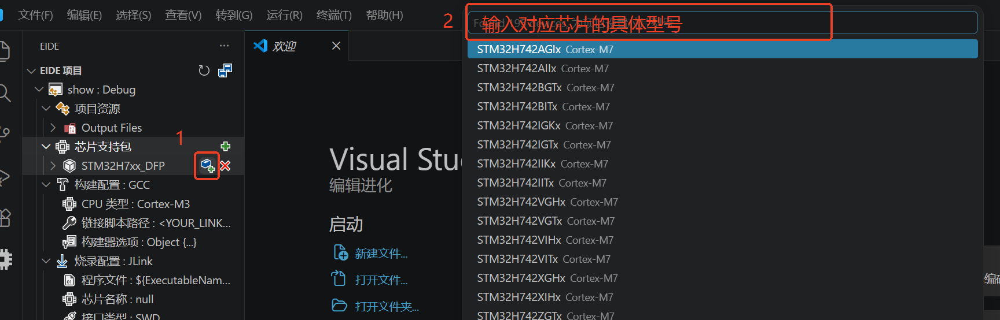 文件(F) 编辑(E) 选择(S) 查看(V) 转到(G) 运行(R) 终端(T) 帮助(H)
2
输入对应芯片的具体型号
EIDE ...
欢迎
EIDE 项目
show : Debug
项目资源
Output Files
1
芯片支持包
STM32H7xx_DFP
构建配置 : GCC
CPU 类型 : Cortex-M3
链接脚本路径 : <YOUR_LINK...
构建器选项 : Object {...}
烧录配置 : JLink
程序文件 : ${ExecutableNam...
芯片名称 : null
接口类型 : SWD
Visual Stu
编辑进化
启动
新建文件...
打开文件...
打开文件夹...
STM32H742AGIx Cortex-M7
STM32H742AIIx Cortex-M7
STM32H742BGTx Cortex-M7
STM32H742BITx Cortex-M7
STM32H742IGKx Cortex-M7
STM32H742IGTx Cortex-M7
STM32H742IIKx Cortex-M7
STM32H742IITx Cortex-M7
STM32H742VGHx Cortex-M7
STM32H742VGTx Cortex-M7
STM32H742VIHx Cortex-M7
STM32H742VITx Cortex-M7
STM32H742XGHx Cortex-M7
STM32H742XIHx Cortex-M7
STM32H742ZGTx Cortex-M7